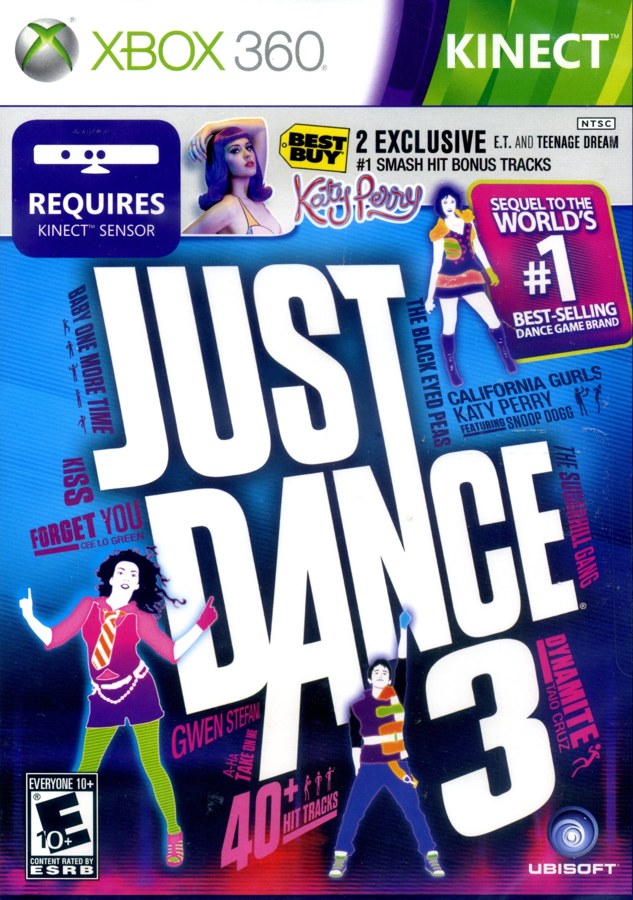 XBOX 360
KINECT™
NTSC
REQUIRES
KINECT™ SENSOR
BEST
BUY
2 EXCLUSIVE E.T. AND TEENAGE DREAM
#1 SMASH HIT BONUS TRACKS
Katy Perry
SEQUEL TO THE
WORLD'S
#1
BEST-SELLING
DANCE GAME BRAND
JUST
DANCE®
3
BABY ONE MORE TIME
THE BLACK EYED PEAS
CALIFORNIA GURLS
KATY PERRY
FEATURING SNOOP DOGG
KISS
FORGET YOU
CEE LO GREEN
THE SUGARHILL GANG
DYNAMITE
TAIO CRUZ
GWEN STEFANI
A-HA
TAKE ON ME
40+
HIT TRACKS
EVERYONE 10+
E
10+
CONTENT RATED BY
ESRB
UBISOFT®